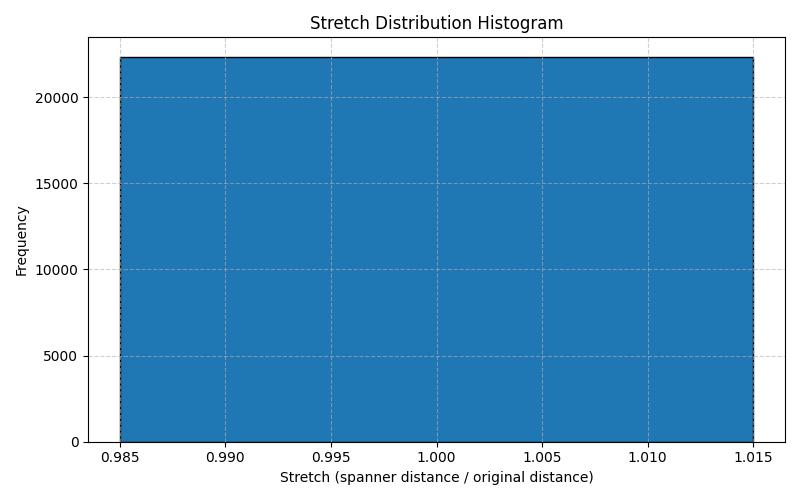 Stretch Distribution Histogram
Frequency
20000
15000
10000
5000
0
0.985 0.990 0.995 1.000 1.005 1.010 1.015
Stretch (spanner distance / original distance)